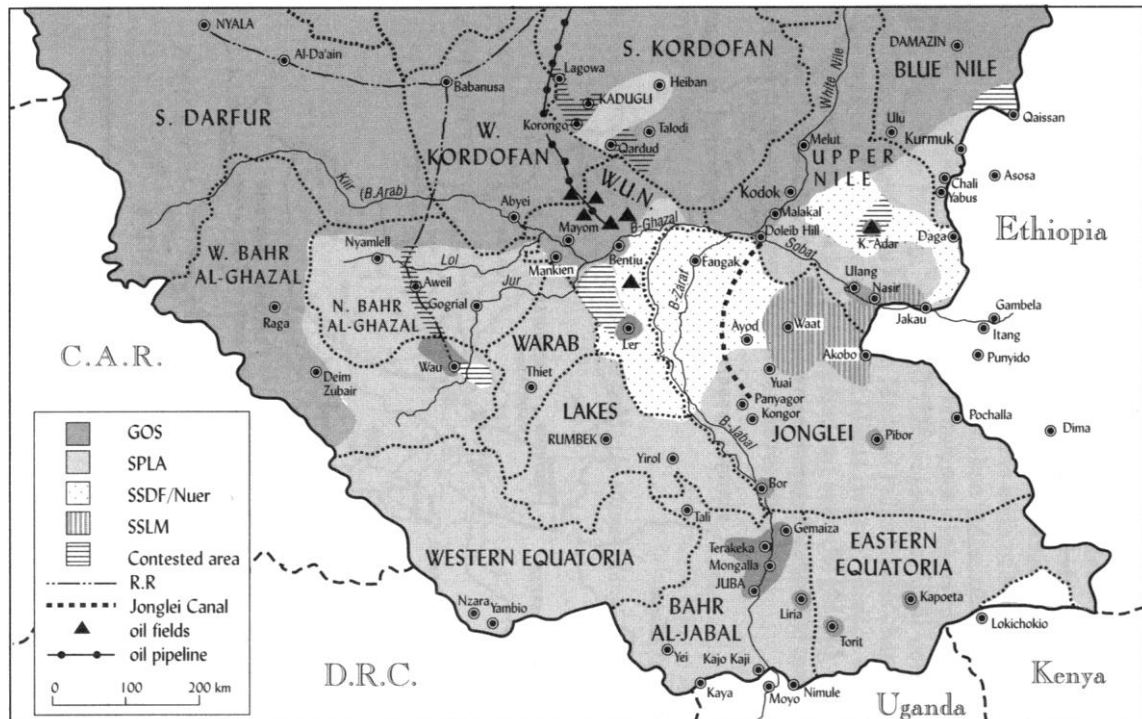 NYALA
Al-Da'ain
Babanusa
S. DARFUR
Lagowa
KADUGLI
Korongo
Heiban
Talodi
Qardud
S. KORDOFAN
White Nile
DAMAZIN
BLUE NILE
Ulu
Kurmuk
Qaissan
W.
KORDOFAN
W.U.N
Melut
UPPER
NILE
Chali
Yabus
Asosa
Kiir (B.Arab)
Abyei
Mayom
B-Ghazal
Kodok
Malakal
Doleib Hill
K. Adar
Daga
Ethiopia
W. BAHR
AL-GHAZAL
Nyamlell
Lol
Mankien
Bentiu
Fangak
Sobat
Aweil
Jur
Gogrial
B-Zaraf
Ulang
Nasir
Raga
N. BAHR
AL-GHAZAL
Jakau
Gambela
Itang
C.A.R.
WARAB
Ler
Ayod
Waat
Akobo
Punyido
Deim
Zubair
Wau
Thiet
Yuai
LAKES
Panyagor
Kongor
RUMBEK
B-Jabal
JONGLEI
Pibor
Pochalla
Dima
Yirol
Bor
Tali
Gemaiza
WESTERN EQUATORIA
Terakeka
Mongalla
JUBA
EASTERN
EQUATORIA
Nzara
Yambio
BAHR
AL-JABAL
Liria
Kapoeta
Torit
Lokichokio
Yei
Kajo Kaji
D.R.C.
Kaya
Moyo
Nimule
Uganda
Kenya
GOS
SPLA
SSDF/Nuer
SSLM
Contested area
R.R
Jonglei Canal
oil fields
oil pipeline
0 100 200 km